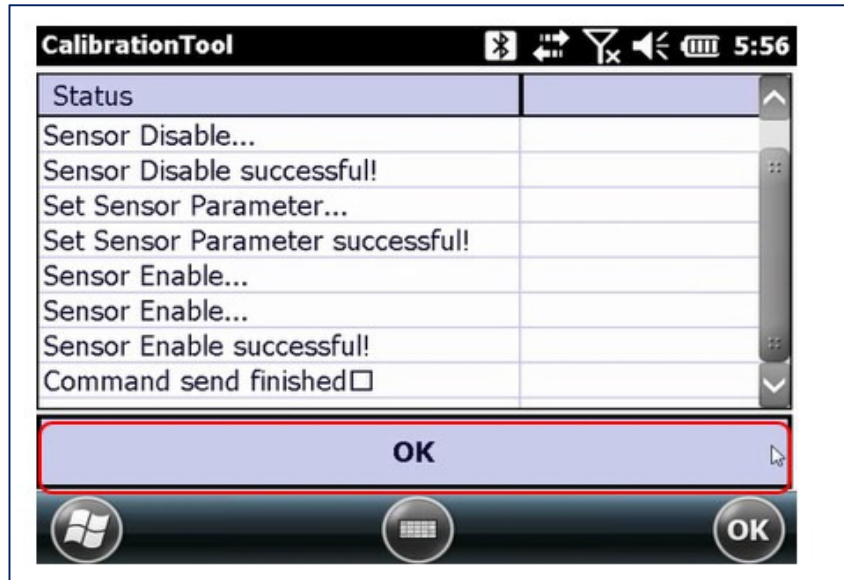 CalibrationTool 5:56
Status
Sensor Disable...
Sensor Disable successful!
Set Sensor Parameter...
Set Sensor Parameter successful!
Sensor Enable...
Sensor Enable...
Sensor Enable successful!
Command send finished□
OK
OK